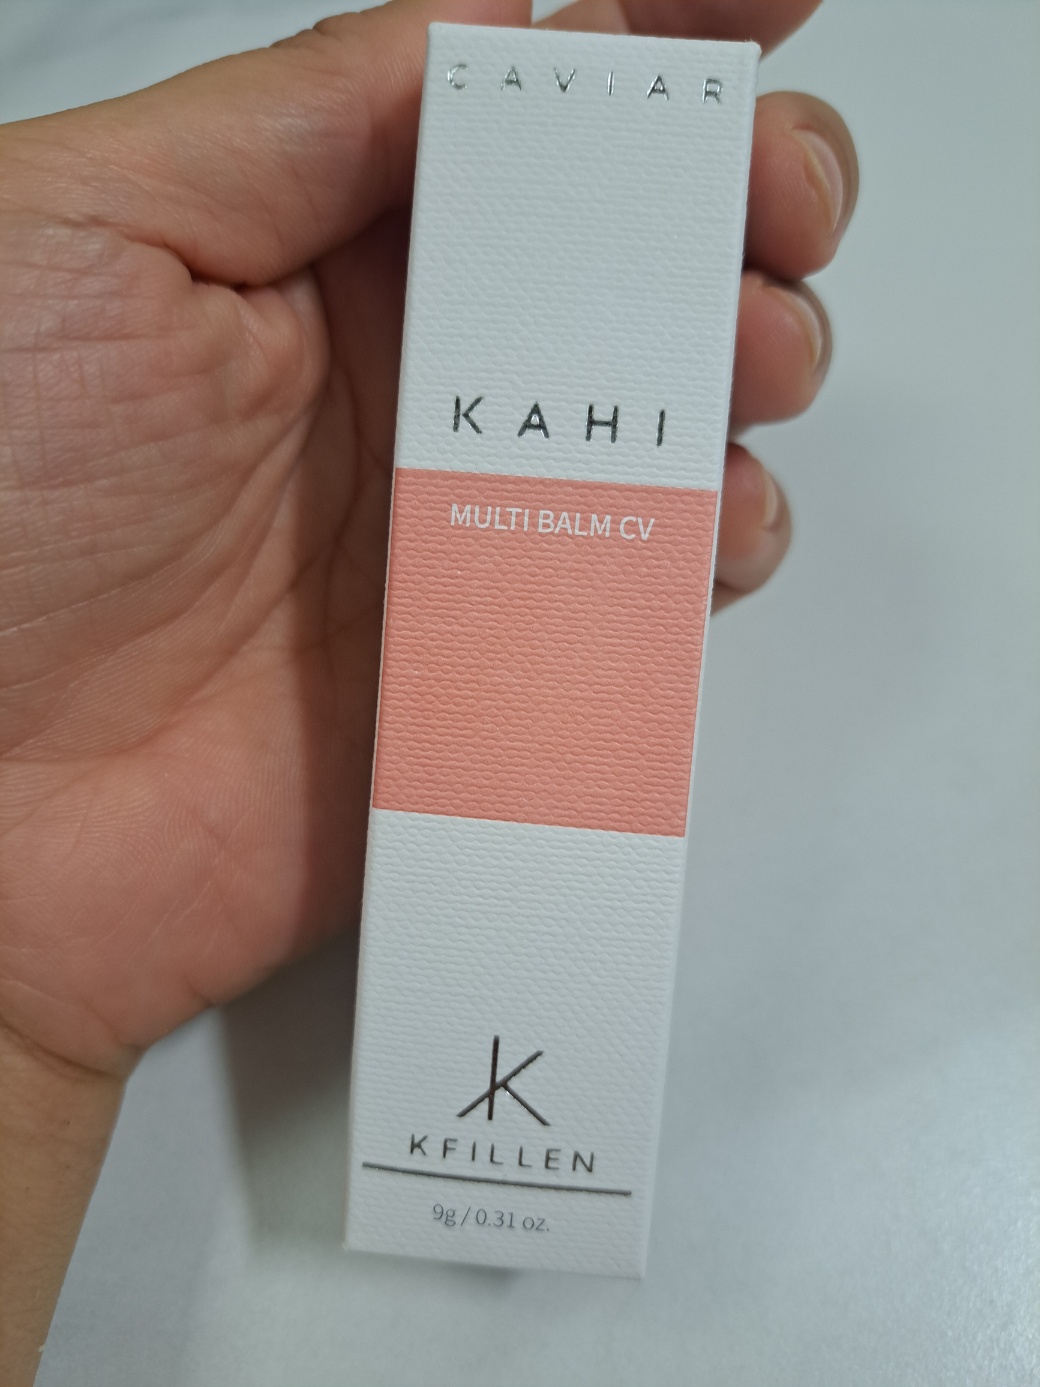 CAVIAR
KAHI
MULTI BALM CV
K
KFILLEN
9g / 0.31 oz.